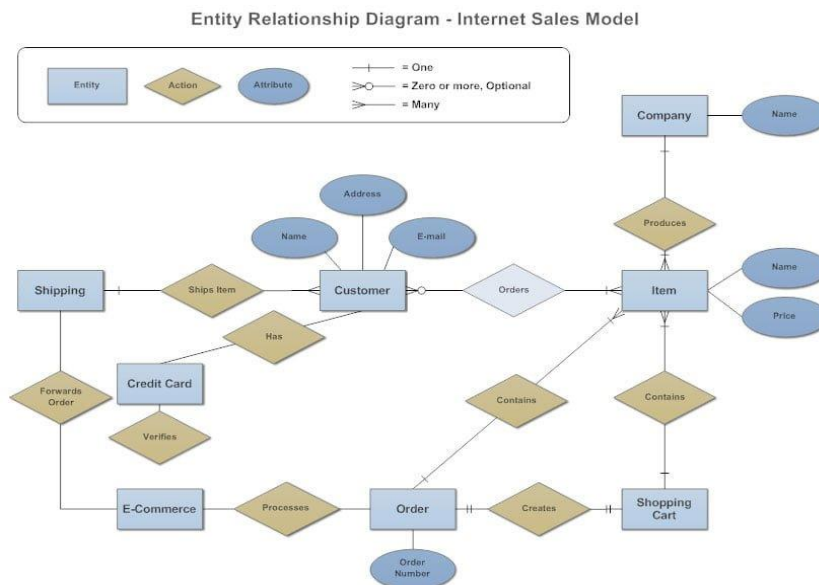 Entity Relationship Diagram - Internet Sales Model
Entity
Action
Attribute
= One
= Zero or more, Optional
= Many
Company
Name
Produces
Address
Name
E-mail
Shipping
Ships Item
Customer
Orders
Item
Name
Price
Has
Credit Card
Forwards
Order
Verifies
Contains
Contains
E-Commerce
Processes
Order
Creates
Shopping
Cart
Order
Number